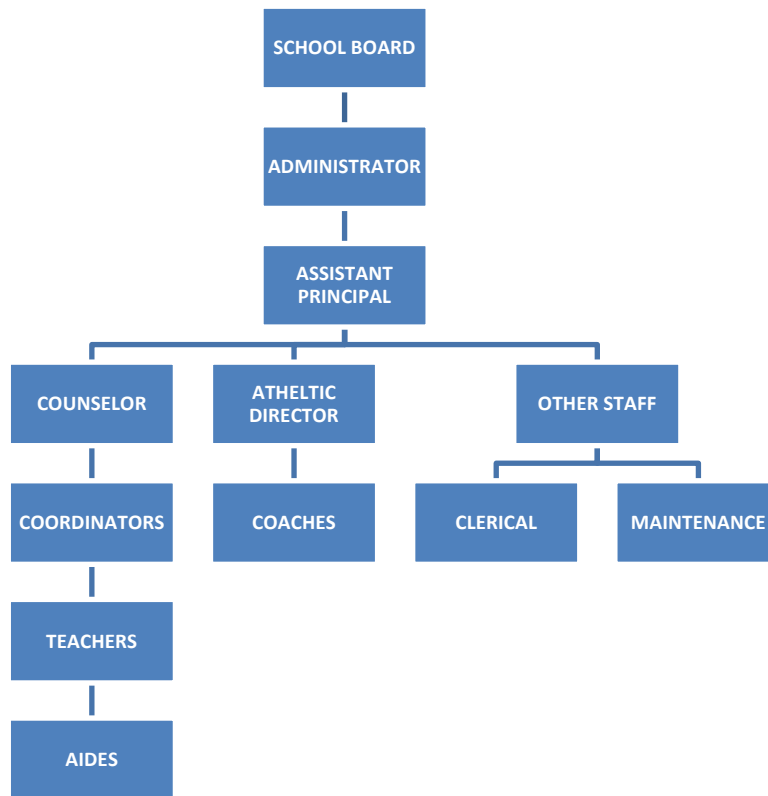 SCHOOL BOARD
ADMINISTRATOR
ASSISTANT
PRINCIPAL
COUNSELOR
ATHELTIC
DIRECTOR
OTHER STAFF
COORDINATORS
COACHES
CLERICAL
MAINTENANCE
TEACHERS
AIDES